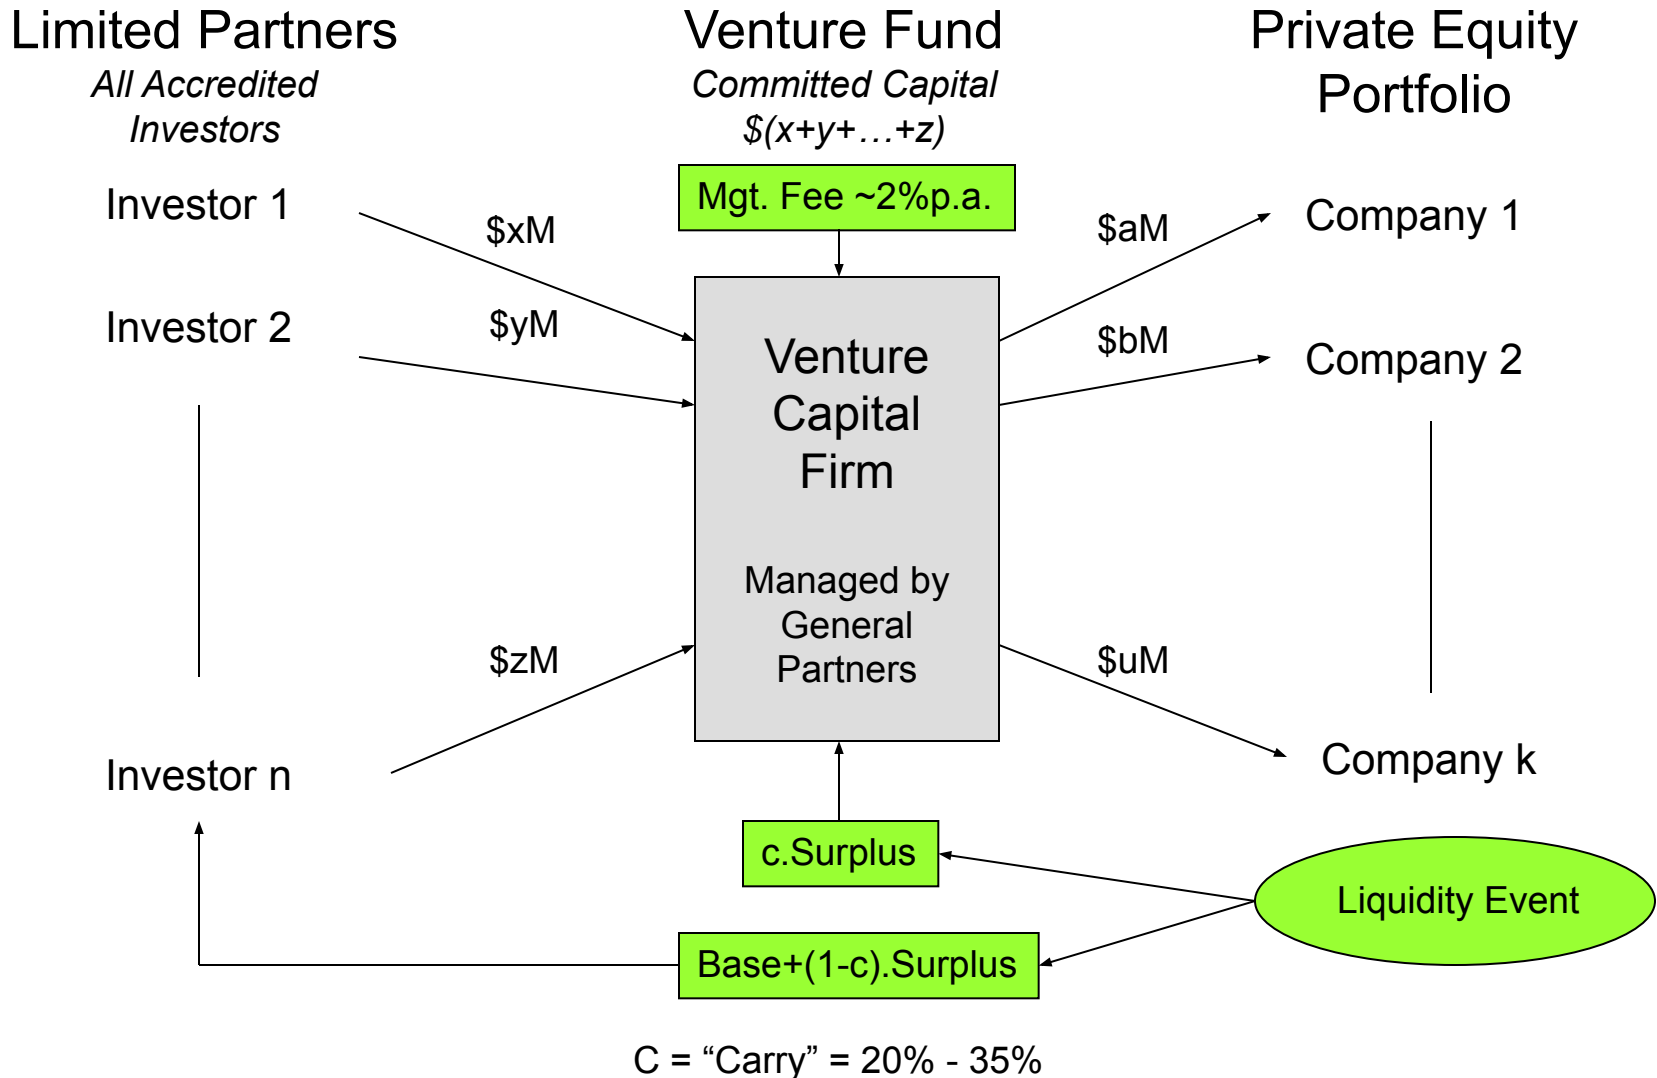 Limited Partners
All Accredited
Investors
Investor 1
Investor 2
Investor n
$xM
$yM
$zM
Venture Fund
Committed Capital
$(x+y+…+z)
Mgt. Fee ~2%p.a.
Venture
Capital
Firm
Managed by
General
Partners
c.Surplus
Base+(1-c).Surplus
C = “Carry” = 20% - 35%
$aM
$bM
$uM
Private Equity
Portfolio
Company 1
Company 2
Company k
Liquidity Event